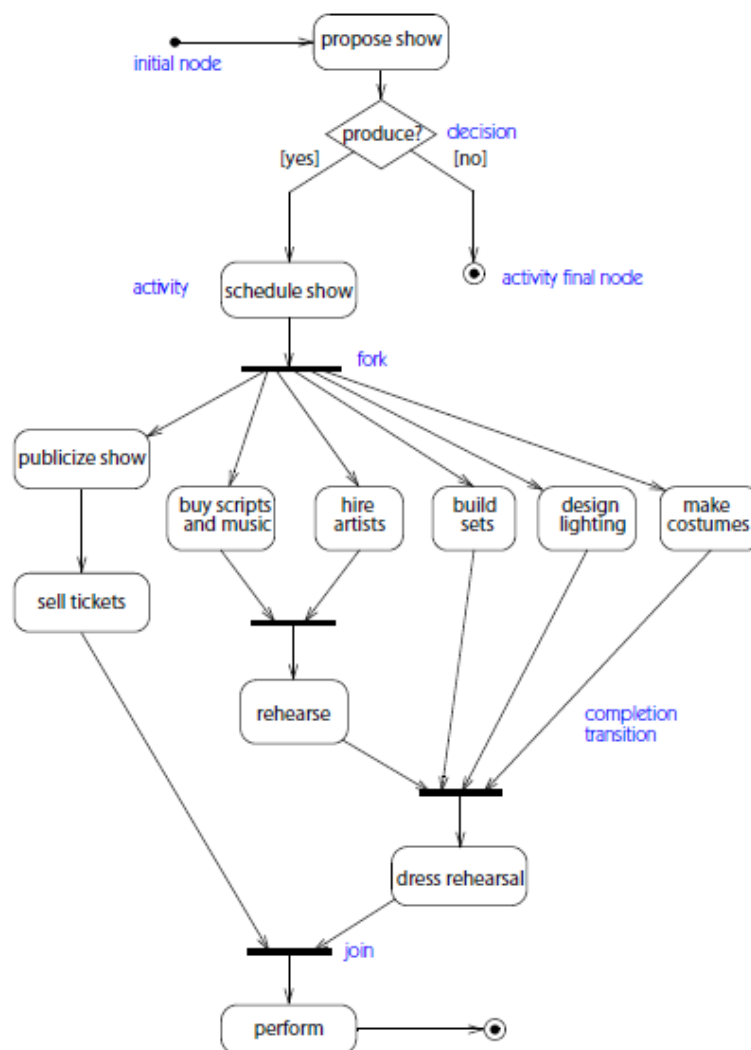 propose show
initial node
produce?
decision
[yes]
[no]
activity
schedule show
activity final node
fork
publicize show
buy scripts
and music
hire
artists
build
sets
design
lighting
make
costumes
sell tickets
rehearse
completion
transition
dress rehearsal
join
perform